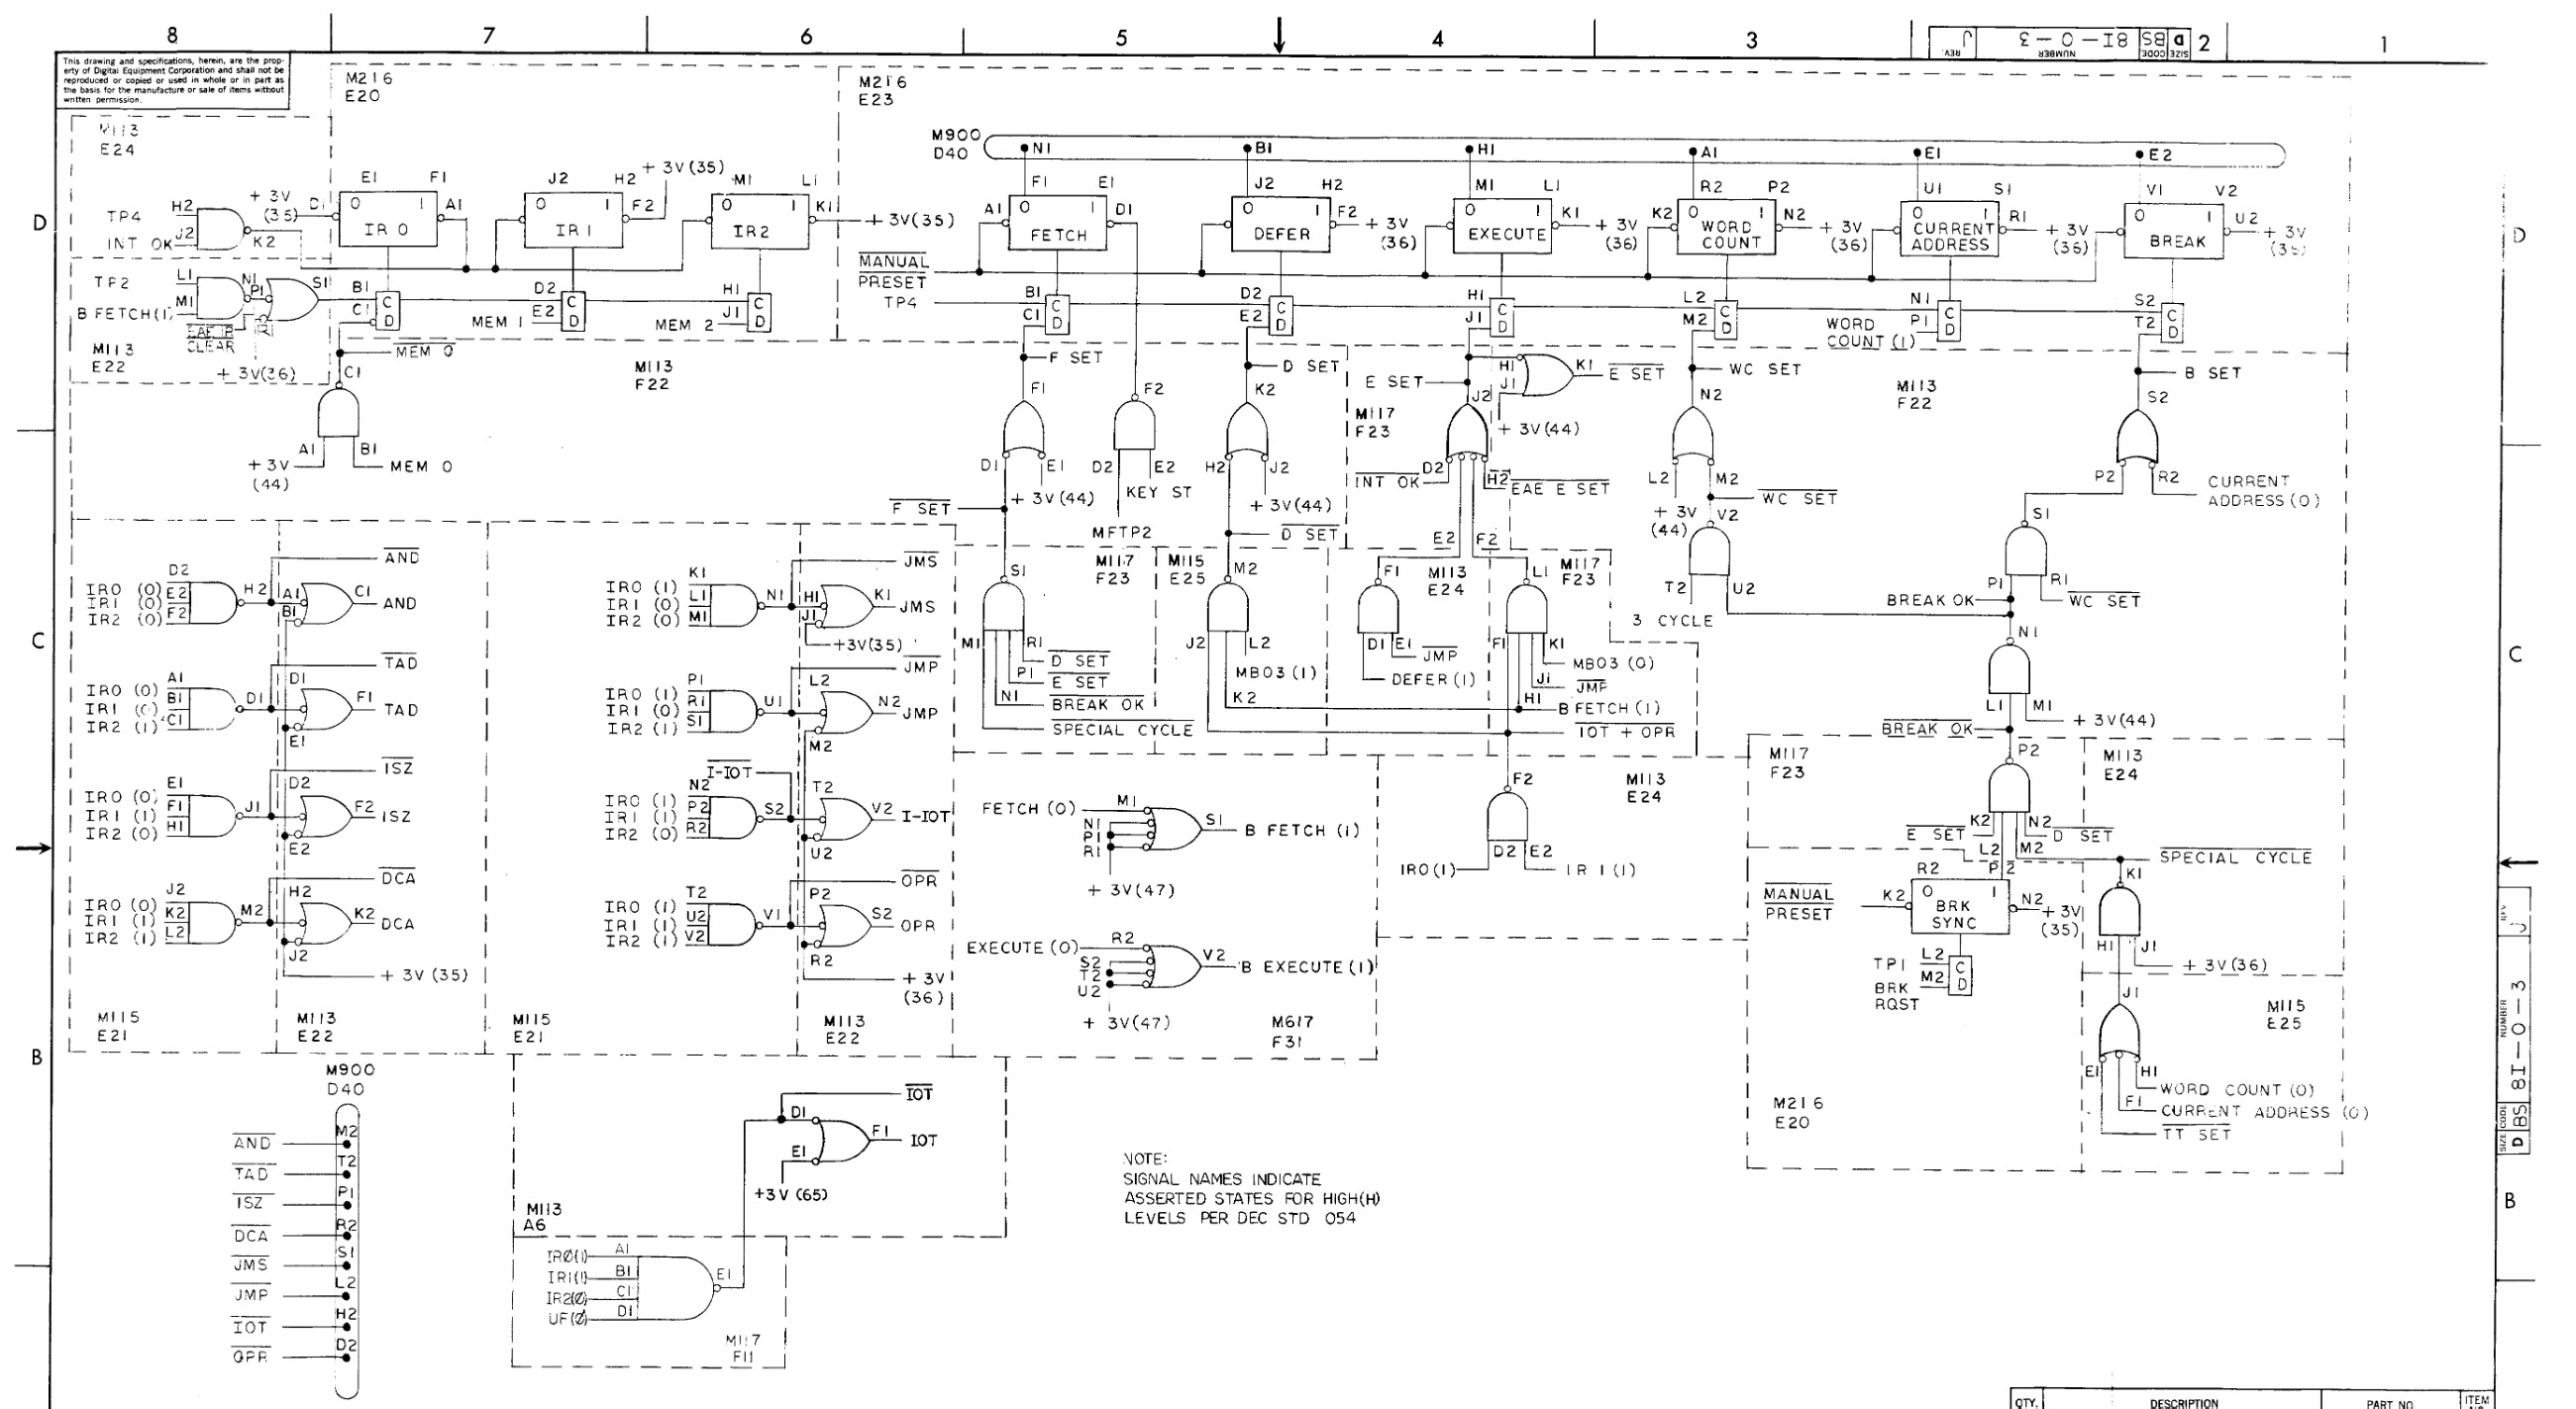 8 7 6 5 4 3 2 1
SIZE CODE NUMBER REV.
D BS 8I-0-3 J
This drawing and specifications, herein, are the prop-
erty of Digital Equipment Corporation and shall not be
reproduced or copied or used in whole or in part as
the basis for the manufacture or sale of items without
written permission.
M216
E20
M216
E23
M113
E24
TP4 H2
INT OK J2
K2
+ 3V
(35)
D1
E1 F1
0 1
IR 0
A1
J2 H2
0 1
IR 1
F2
+ 3V(35)
M1 L1
0 1
IR2
K1
+3V(35)
TP2 L1
B FETCH(1) M1
N1
P1
R1
S1
EAE IR
CLEAR
+ 3V(36)
M113
E22
B1
C1
C
D
D2
MEM 1 E2
C
D
H1
MEM 2 J1
C
D
MEM 0
C1
A1 B1
+3V
(44)
MEM 0
M113
F22
M900
D40
N1 B1 H1 A1 E1 E2
F1 E1
A1 0 1 D1
FETCH
J2 H2
0 1 F2
DEFER
+ 3V
(36)
M1 L1
0 1 K1
EXECUTE
+ 3V
(36)
R2 P2
K2 0 1 N2
WORD
COUNT
+ 3V
(36)
U1 S1
0 1 R1
CURRENT
ADDRESS
+ 3V
(36)
V1 V2
0 1 U2
BREAK
+ 3V
MANUAL
PRESET
TP4
B1
C1
C
D
D2
E2
C
D
H1
J1
C
D
L2
M2
C
D
WORD
COUNT (1)
N1
P1
C
D
S2
T2
C
D
F SET
F1
D1 E1
+ 3V(44)
F SET
F2
D2 E2
KEY ST
MFTP2
D SET
K2
H2 J2
+3V(44)
D SET
E SET
J2
H1 K1
J1
E SET
+ 3V(44)
M117
F23
D2
INT OK
H2
EAE E SET
E2 F2
WC SET
N2
L2 M2
+ 3V
(44)
WC SET
V2
T2 U2
3 CYCLE
M113
F22
B SET
S2
P2 R2
CURRENT
ADDRESS(0)
S1
P1 R1
BREAK OK
WC SET
N1
L1 M1
+ 3V(44)
BREAK OK
P2
M117
F23
M113
E24
K2 N2
E SET D SET
L2 M2
SPECIAL CYCLE
R2 P2
MANUAL
PRESET
K2
0 1
BRK
SYNC
N2
+ 3V
(35)
TP1 L2
M2
BRK
RQST
C
D
K1
H1 J1
+ 3V(36)
J1
M115
E25
E1 H1
WORD COUNT (0)
F1
CURRENT ADDRESS (0)
TT SET
M216
E20
M117
F23
S1
M1 R1
D SET
P1
E SET
N1
BREAK OK
SPECIAL CYCLE
M115
E25
M2
J2 L2
MB03 (1)
K2
F1
M113
E24
D1 E1
JMP
DEFER (1)
M117
F23
L1
F1 K1
MB03 (0)
J1
JMP
H1
B FETCH (1)
IOT + OPR
F2
M113
E24
D2 E2
IR0(1) IR 1(1)
FETCH (0) M1
N1
P1
R1
S1
B FETCH (1)
+ 3V(47)
EXECUTE (0) R2
S2
T2
U2
V2
B EXECUTE(1)
+ 3V(47)
M617
F31
IR0 (0) D2
IR1 (0) E2
IR2 (0) F2
H2 A1
B1
C1
AND
AND
IR0 (0) A1
IR1 (0) B1
IR2 (1) C1
D1 D1
E1
F1
TAD
TAD
IR0 (0) E1
IR1 (1) F1
IR2 (0) H1
J1 D2
E2
F2
ISZ
ISZ
IR0 (0) J2
IR1 (1) K2
IR2 (1) L2
M2 H2
J2
K2
DCA
DCA
+ 3V (35)
M115
E21
M113
E22
IR0 (1) K1
IR1 (0) L1
IR2 (0) M1
N1 H1
J1
K1
JMS
JMS
+3V(35)
IR0 (1) P1
IR1 (0) R1
IR2 (1) S1
U1 L2
M2
N2
JMP
JMP
I-IOT
IR0 (1) N2
IR1 (1) P2
IR2 (0) R2
S2 T2
U2
V2
I-IOT
IR0 (1) T2
IR1 (1) U2
IR2 (1) V2
V1 P2
R2
S2
OPR
OPR
+ 3V
(36)
M115
E21
M113
E22
M900
D40
AND M2
TAD T2
ISZ P1
DCA R2
JMS S1
JMP L2
IOT H2
OPR D2
IOT
D1
E1
F1
IOT
+3V (65)
M113
A6
IR0(1) A1
IR1(1) B1
IR2(0) C1
UF(0) D1
E1
M117
F11
NOTE:
SIGNAL NAMES INDICATE
ASSERTED STATES FOR HIGH(H)
LEVELS PER DEC STD 054
D C B
D C B
SIZE CODE NUMBER REV
D BS 8I-0-3 J
QTY. DESCRIPTION PART NO. ITEM